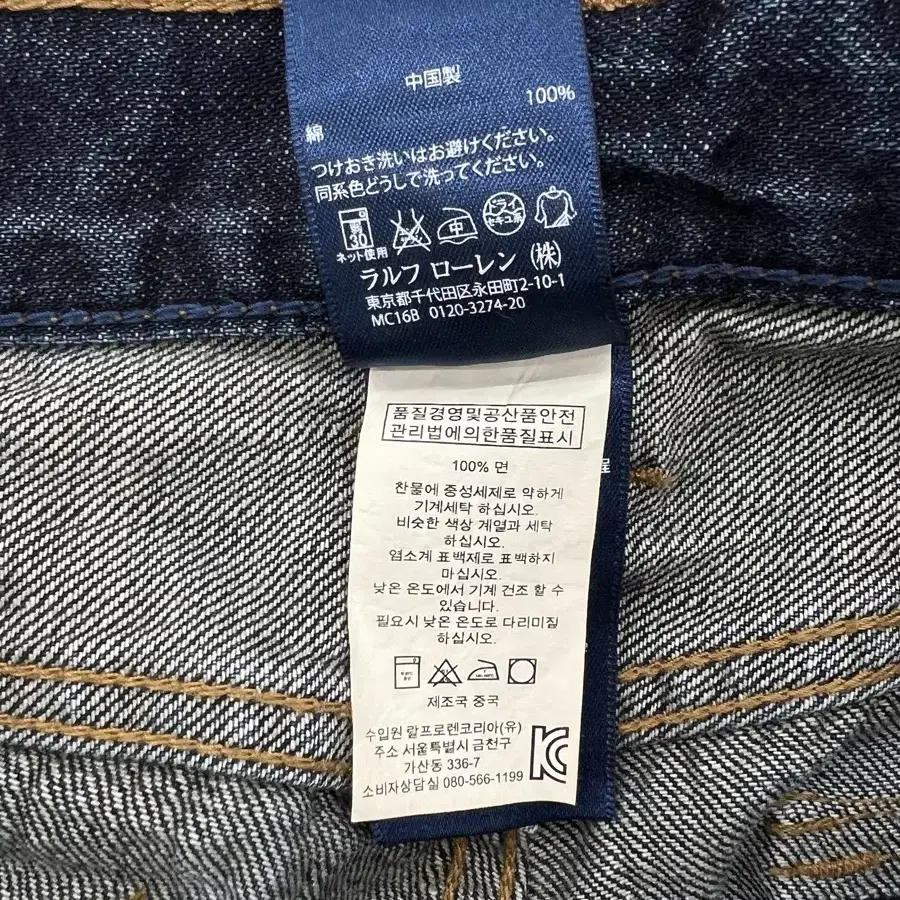 中国製
綿 100%
つけおき洗いはお避けください。
同系色どうしで洗ってください。
弱 30 中 ドライ セキユ系
ネット使用
ラルフ ローレン (株)
東京都千代田区永田町2-10-1
MC16B 0120-3274-20
품질경영및공산품안전
관리법에의한품질표시
100% 면
찬물에 중성세제로 약하게
기계세탁 하십시오.
비슷한 색상 계열과 세탁
하십시오.
염소계 표백제로 표백하지
마십시오.
낮은 온도에서 기계 건조 할 수
있습니다.
필요시 낮은 온도로 다리미질
하십시오.
제조국 중국
수입원 랄프로렌코리아(유)
주소 서울특별시 금천구
가산동 336-7
소비자상담실 080-566-1199